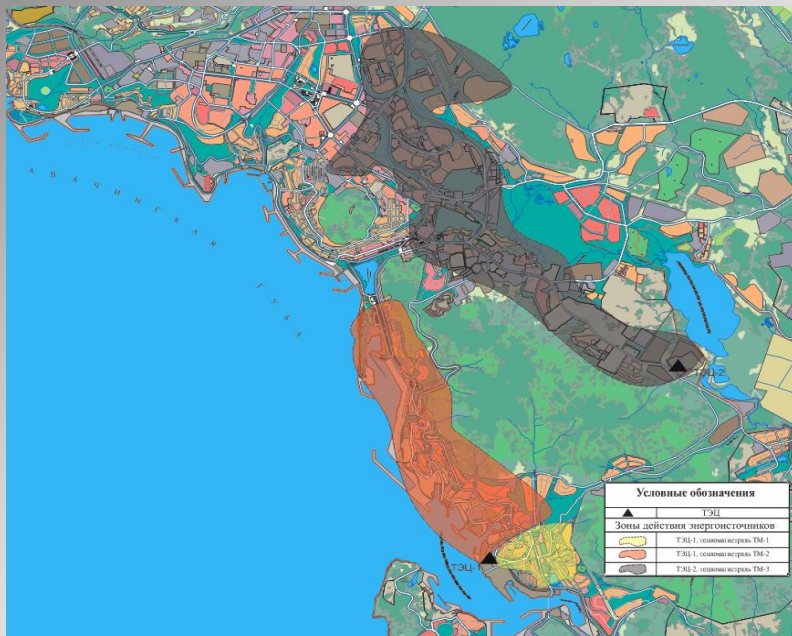 АВАЧИНСКАЯ
ГУБА
ТЭЦ-2
ТЭЦ-1
Условные обозначения
ТЭЦ
Зоны действия энергоисточников
ТЭЦ-1, тепломагистраль ТМ-1
ТЭЦ-1, тепломагистраль ТМ-2
ТЭЦ-2, тепломагистраль ТМ-3